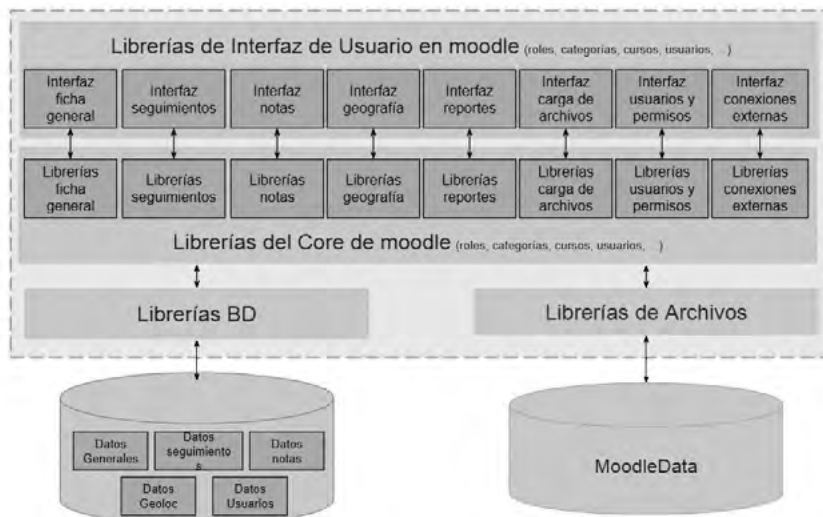 Librerías de Interfaz de Usuario en moodle (roles, categorías, cursos, usuarios, ...)
Interfaz
ficha
general
Interfaz
seguimientos
Interfaz
notas
Interfaz
geografía
Interfaz
reportes
Interfaz
carga de
archivos
Interfaz
usuarios y
permisos
Interfaz
conexiones
externas
Librerías
ficha
general
Librerías
seguimientos
Librerías
notas
Librerías
geografía
Librerías
reportes
Librerías
carga de
archivos
Librerías
usuarios y
permisos
Librerías
conexiones
externas
Librerías del Core de moodle (roles, categorías, cursos, usuarios, ...)
Librerías BD
Librerías de Archivos
Datos
Generales
Datos
seguimiento
s
Datos
notas
Datos
Geoloc
Datos
Usuarios
MoodleData